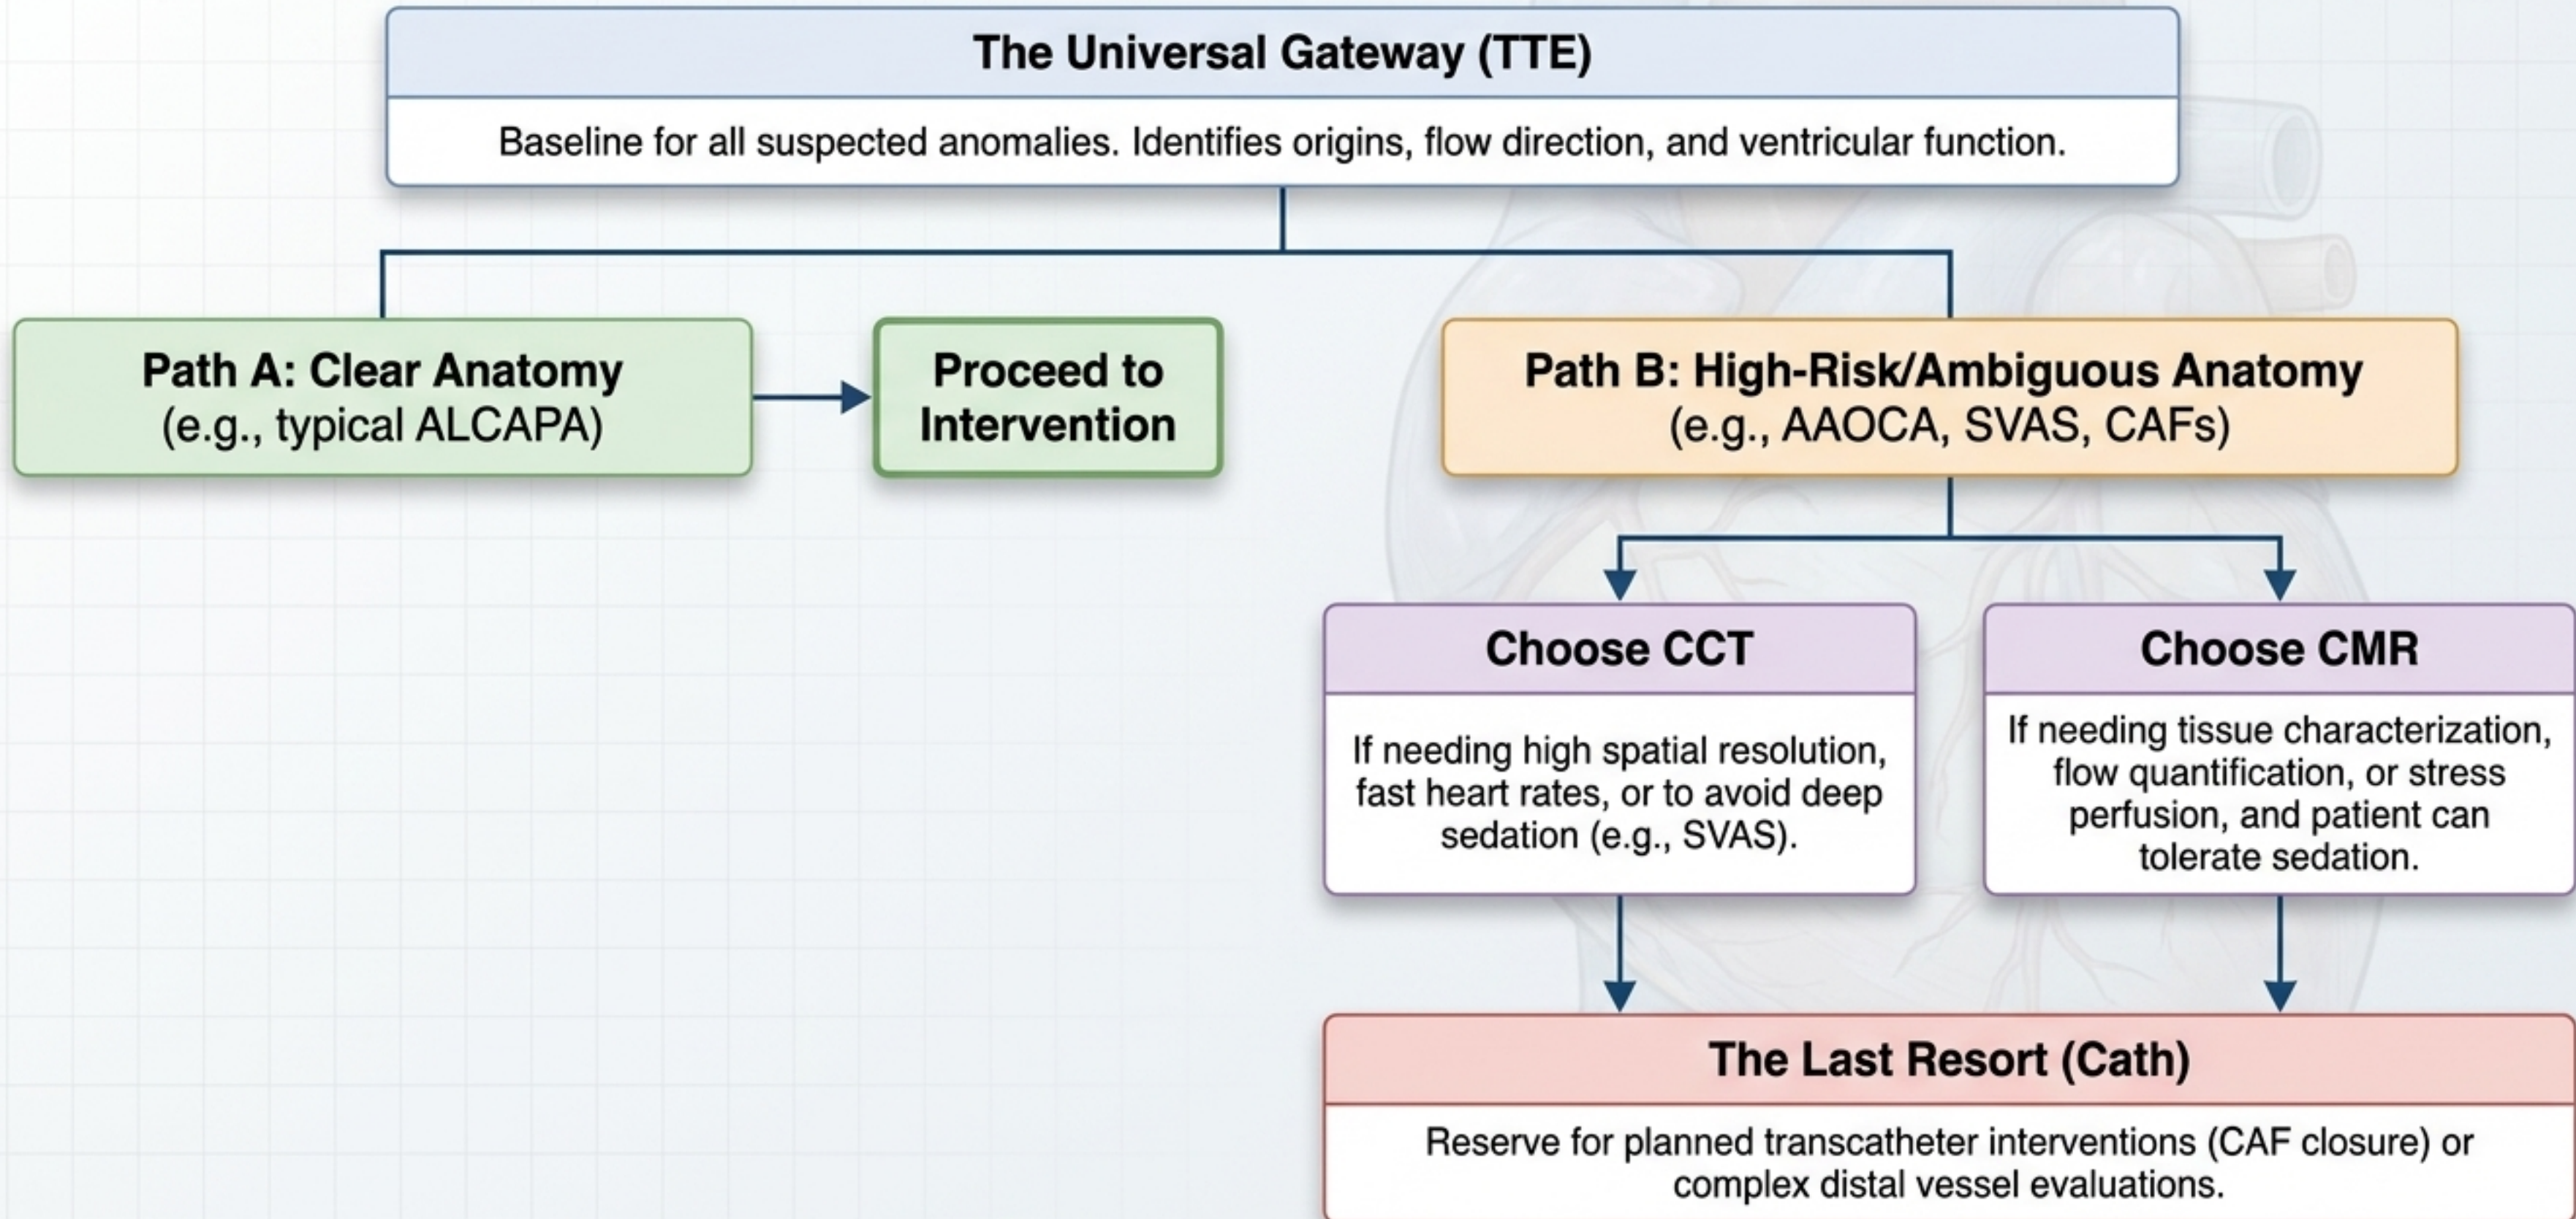 The Universal Gateway (TTE)
Baseline for all suspected anomalies. Identifies origins, flow direction, and ventricular function.
Path A: Clear Anatomy
(e.g., typical ALCAPA)
Proceed to
Intervention
Path B: High-Risk/Ambiguous Anatomy
(e.g., AAOCA, SVAS, CAFs)
Choose CCT
If needing high spatial resolution,
fast heart rates, or to avoid deep
sedation (e.g., SVAS).
Choose CMR
If needing tissue characterization,
flow quantification, or stress
perfusion, and patient can
tolerate sedation.
The Last Resort (Cath)
Reserve for planned transcatheter interventions (CAF closure) or
complex distal vessel evaluations.